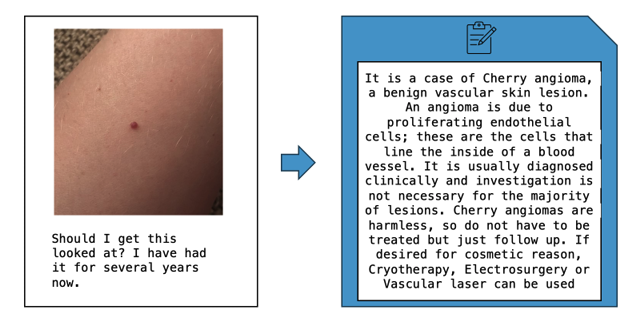 Should I get this
looked at? I have had
it for several years
now.
It is a case of Cherry angioma,
a benign vascular skin lesion.
An angioma is due to
proliferating endothelial
cells; these are the cells that
line the inside of a blood
vessel. It is usually diagnosed
clinically and investigation is
not necessary for the majority
of lesions. Cherry angiomas are
harmless, so do not have to be
treated but just follow up. If
desired for cosmetic reason,
Cryotherapy, Electrosurgery or
Vascular laser can be used